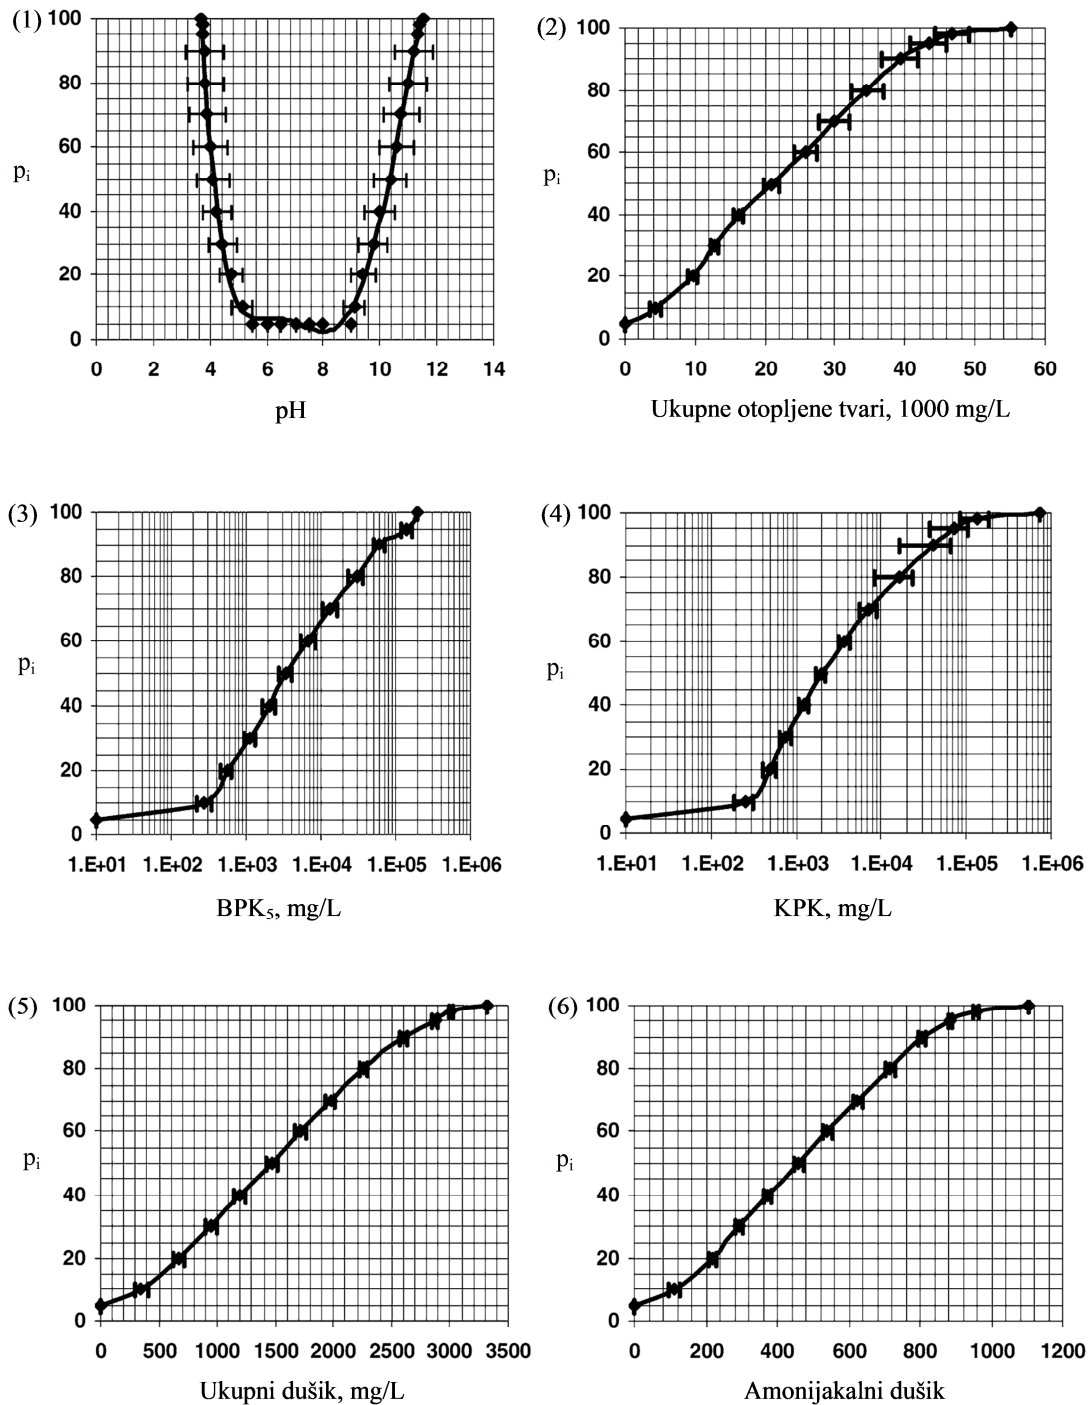 (1)
100
80
60
40
20
0
pᵢ
0 2 4 6 8 10 12 14
pH
(2)
100
80
60
40
20
0
pᵢ
0 10 20 30 40 50 60
Ukupne otopljene tvari, 1000 mg/L
(3)
100
80
60
40
20
0
pᵢ
1.E+01 1.E+02 1.E+03 1.E+04 1.E+05 1.E+06
BPK₅, mg/L
(4)
100
80
60
40
20
0
pᵢ
1.E+01 1.E+02 1.E+03 1.E+04 1.E+05 1.E+06
KPK, mg/L
(5)
100
80
60
40
20
0
pᵢ
0 500 1000 1500 2000 2500 3000 3500
Ukupni dušik, mg/L
(6)
100
80
60
40
20
0
pᵢ
0 200 400 600 800 1000 1200
Amonijakalni dušik